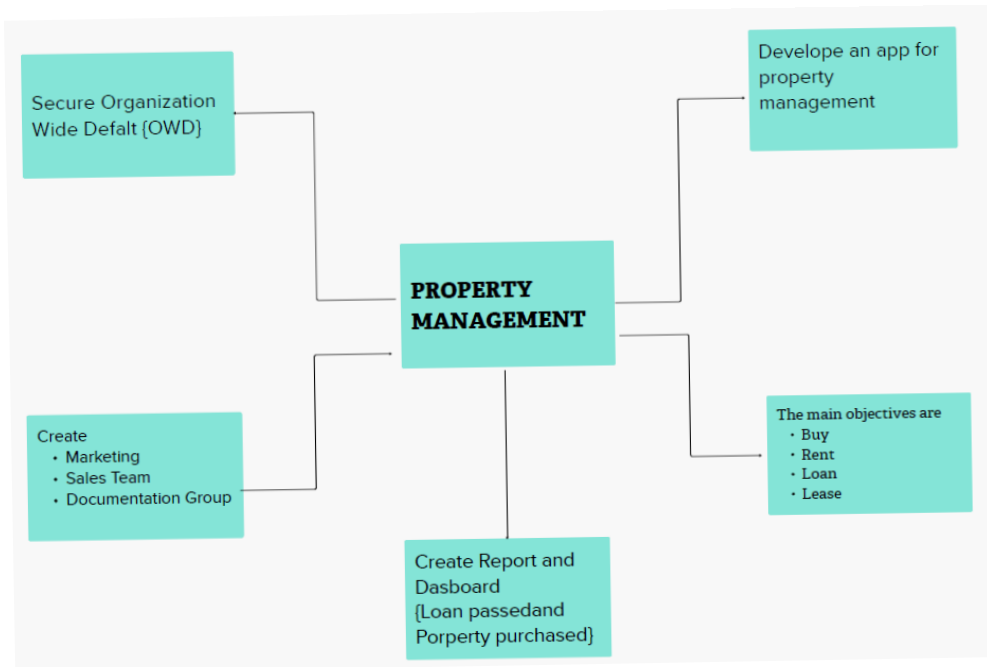 Secure Organization
Wide Defalt {OWD}
Develope an app for
property
management
PROPERTY
MANAGEMENT
Create
• Marketing
• Sales Team
• Documentation Group
The main objectives are
• Buy
• Rent
• Loan
• Lease
Create Report and
Dasboard
{Loan passedand
Porperty purchased}